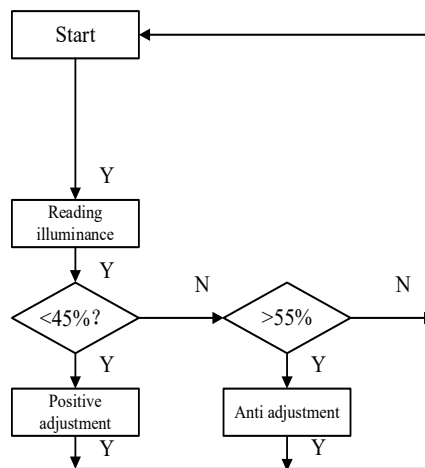 Start
Y
Reading
illuminance
Y
N
N
<45%?
>55%
Y
Y
Positive
adjustment
Anti adjustment
Y
Y